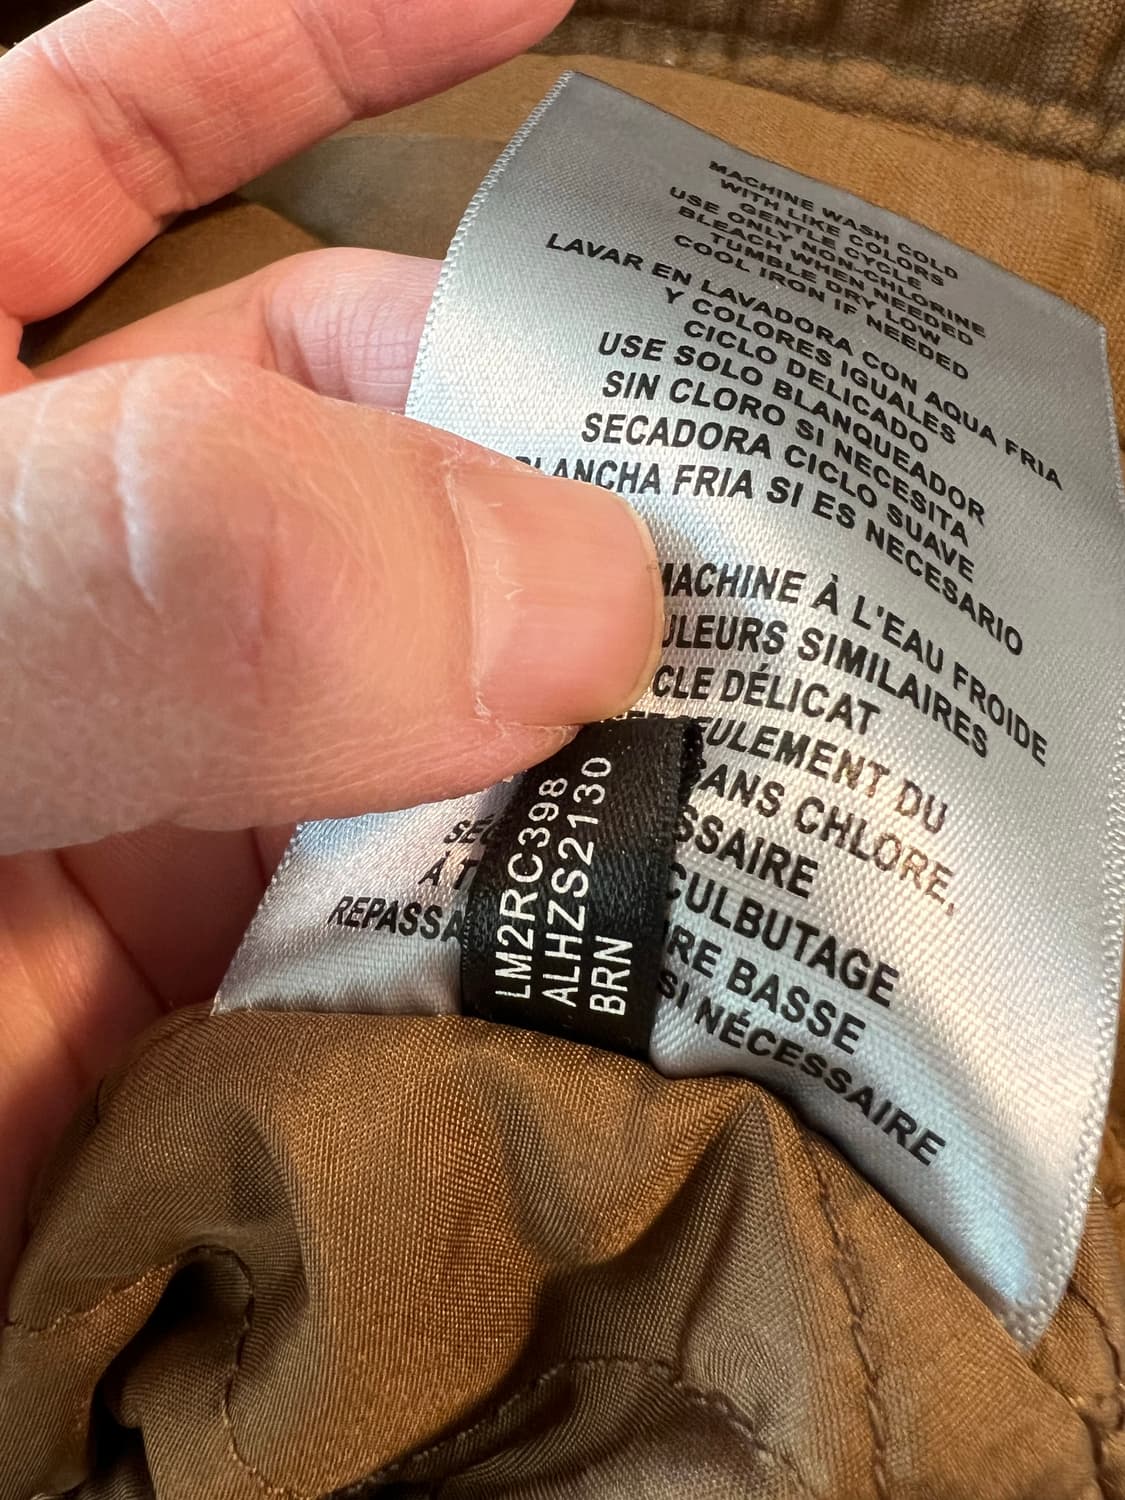 MACHINE WASH COLD
WITH LIKE COLORS
GENTLE CYCLE
USE ONLY NON-CHLORINE
BLEACH WHEN NEEDED
TUMBLE DRY LOW
COOL IRON IF NEEDED
LAVAR EN LAVADORA CON AQUA FRIA
Y COLORES IGUALES
CICLO DELICADO
USE SOLO BLANQUEADOR
SIN CLORO SI NECESITA
SECADORA CICLO SUAVE
PLANCHA FRIA SI ES NECESARIO
MACHINE À L'EAU FROIDE
ULEURS SIMILAIRES
CLE DÉLICAT
SEULEMENT DU
SANS CHLORE,
SSAIRE
CULBUTAGE
À T RE BASSE
REPASSA SI NÉCESSAIRE
LM2RC398
ALHZS2130
BRN